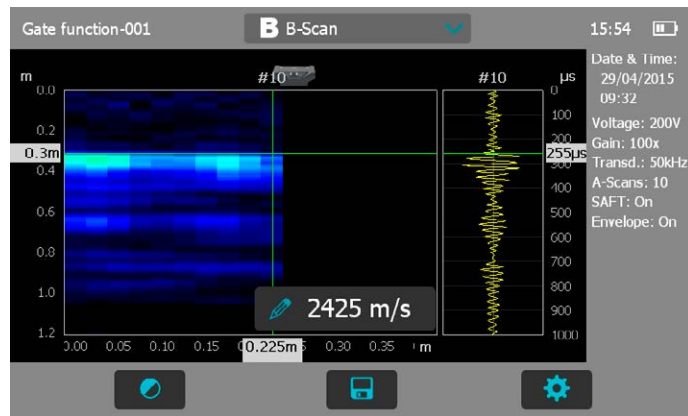 Gate function-001
B B-Scan
15:54
m
#10
#10
µs
Date & Time:
29/04/2015
09:32
Voltage: 200V
Gain: 100x
Transd.: 50kHz
A-Scans: 10
SAFT: On
Envelope: On
0.0
0.2
0.3m
0.4
0.6
0.8
1.0
1.2
0
100
200
255µs
400
500
600
700
800
900
1000
2425 m/s
0.05
0.10
0.15
0.225m
0.30
0.35
m